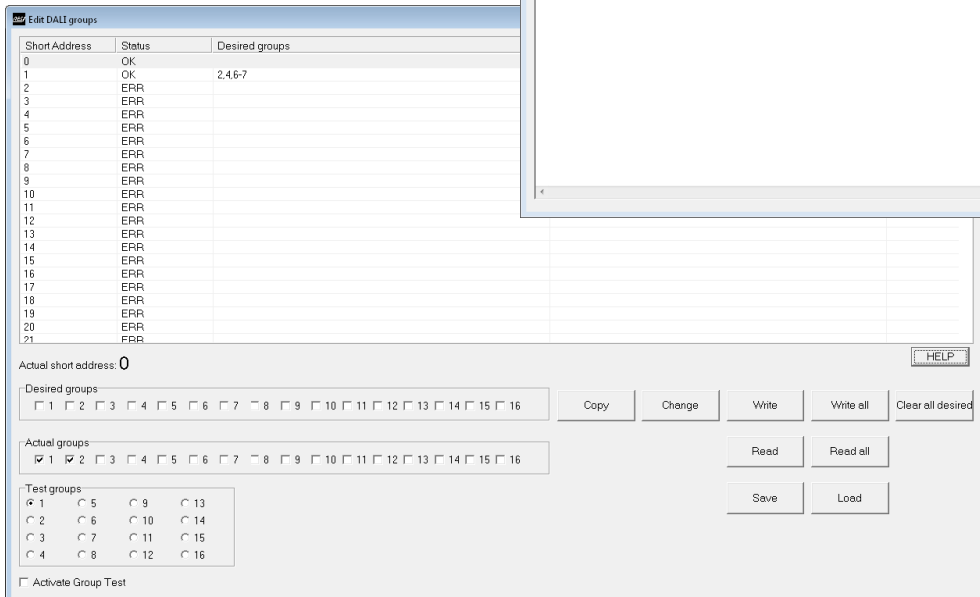 DALI Edit DALI groups
Short Address Status Desired groups
0 OK
1 OK 2,4,6-7
2 ERR
3 ERR
4 ERR
5 ERR
6 ERR
7 ERR
8 ERR
9 ERR
10 ERR
11 ERR
12 ERR
13 ERR
14 ERR
15 ERR
16 ERR
17 ERR
18 ERR
19 ERR
20 ERR
21 ERR
HELP
Actual short address: 0
Desired groups
1 2 3 4 5 6 7 8 9 10 11 12 13 14 15 16
Copy Change Write Write all Clear all desired
Actual groups
1 2 3 4 5 6 7 8 9 10 11 12 13 14 15 16
Read Read all
Test groups
1 5 9 13
Save Load
2 6 10 14
3 7 11 15
4 8 12 16
Activate Group Test